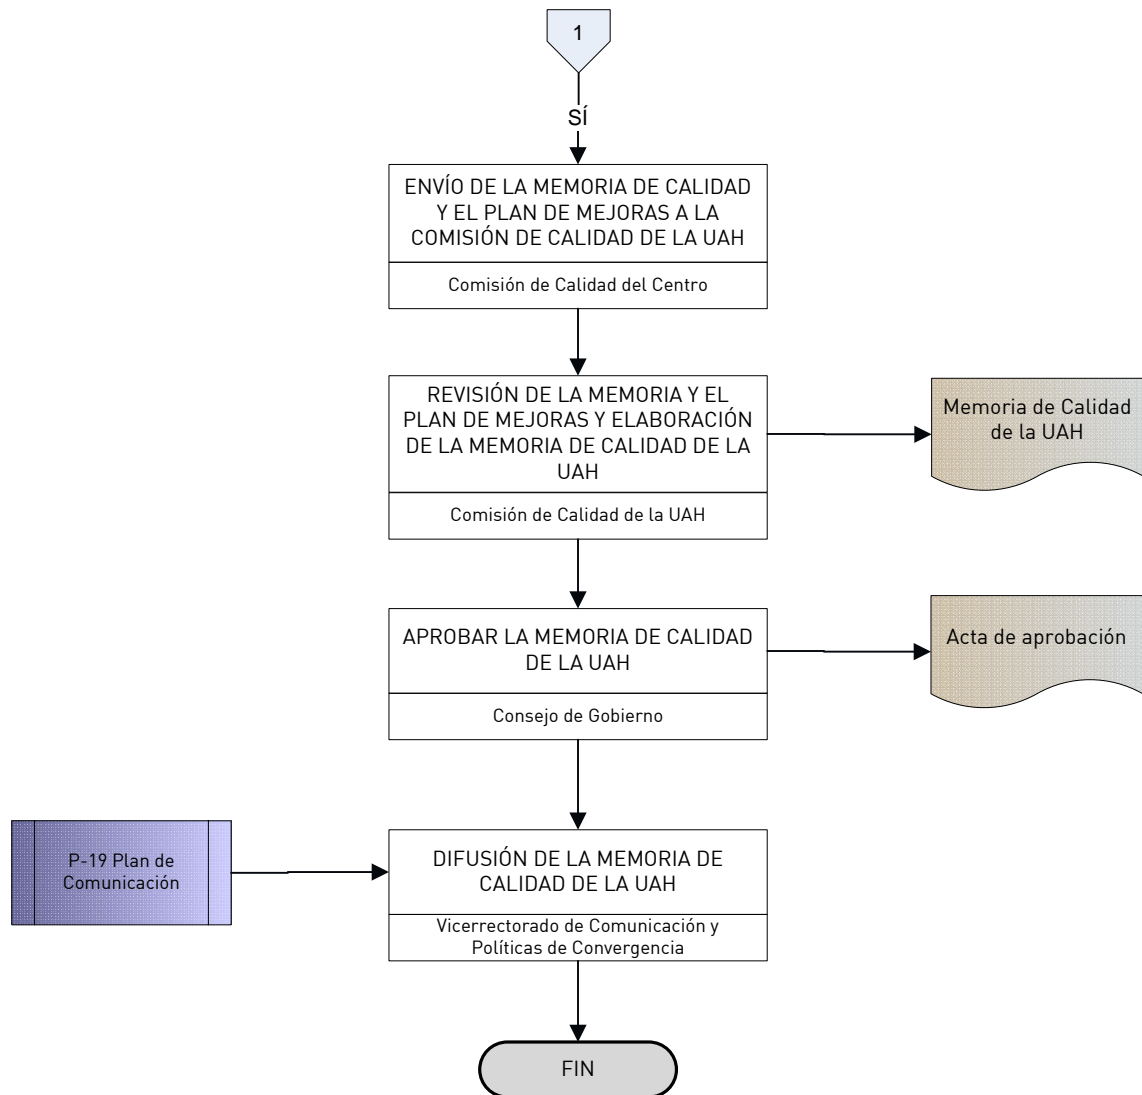 1
SÍ
ENVÍO DE LA MEMORIA DE CALIDAD
Y EL PLAN DE MEJORAS A LA
COMISIÓN DE CALIDAD DE LA UAH
Comisión de Calidad del Centro
REVISIÓN DE LA MEMORIA Y EL
PLAN DE MEJORAS Y ELABORACIÓN
DE LA MEMORIA DE CALIDAD DE LA
UAH
Comisión de Calidad de la UAH
Memoria de Calidad
de la UAH
APROBAR LA MEMORIA DE CALIDAD
DE LA UAH
Consejo de Gobierno
Acta de aprobación
P-19 Plan de
Comunicación
DIFUSIÓN DE LA MEMORIA DE
CALIDAD DE LA UAH
Vicerrectorado de Comunicación y
Políticas de Convergencia
FIN